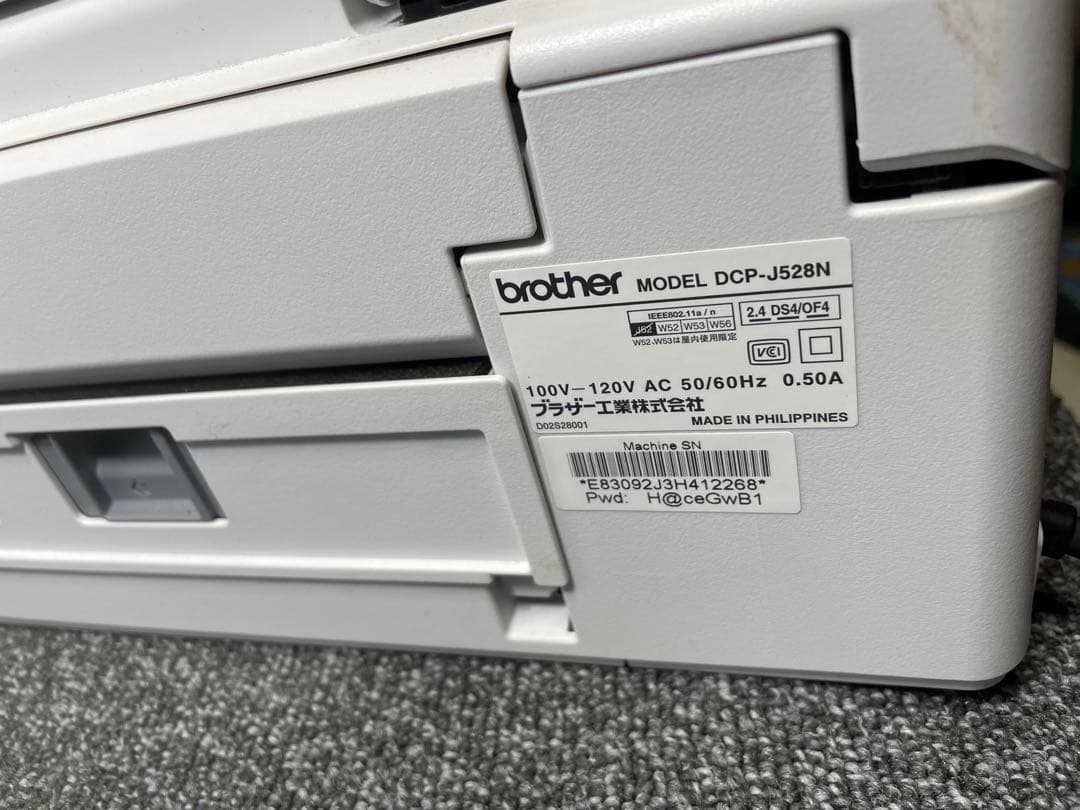 brother MODEL DCP-J528N
IEEE802.11a/n
J52 W52 W53 W56
W52、W53は屋内使用限定
2.4 DS4/OF4
VCI
100V－120V AC 50/60Hz 0.50A
ブラザー工業株式会社
D02S28001
MADE IN PHILIPPINES
Machine SN
*E83092J3H412268*
Pwd: H@ceGwB1